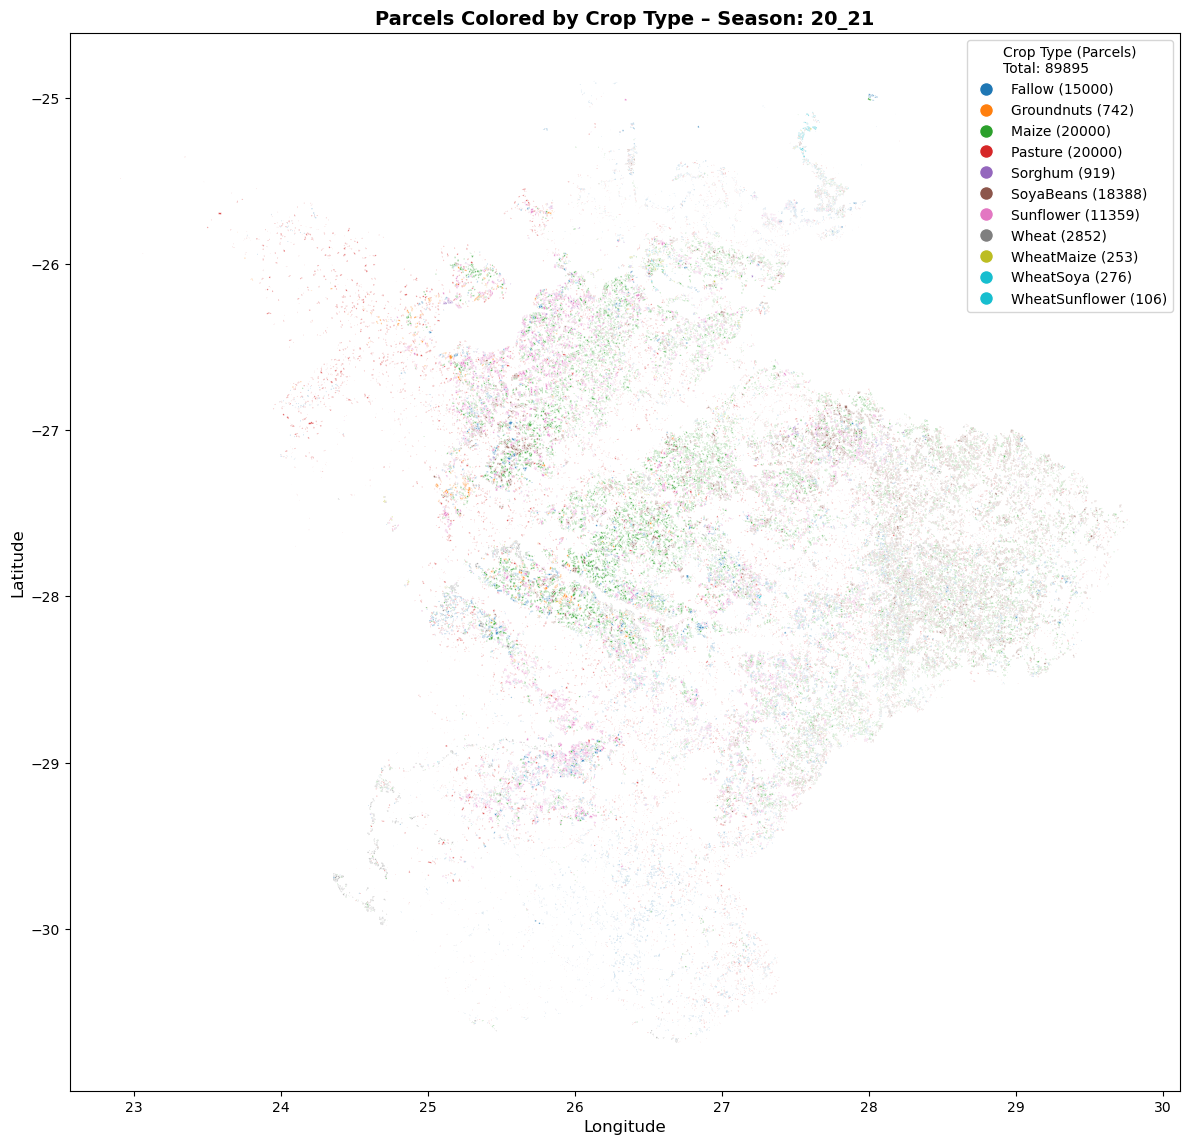 Parcels Colored by Crop Type – Season: 20_21
Crop Type (Parcels)
Total: 89895
Fallow (15000)
Groundnuts (742)
Maize (20000)
Pasture (20000)
Sorghum (919)
SoyaBeans (18388)
Sunflower (11359)
Wheat (2852)
WheatMaize (253)
WheatSoya (276)
WheatSunflower (106)
Latitude
−25
−26
−27
−28
−29
−30
23 24 25 26 27 28 29 30
Longitude